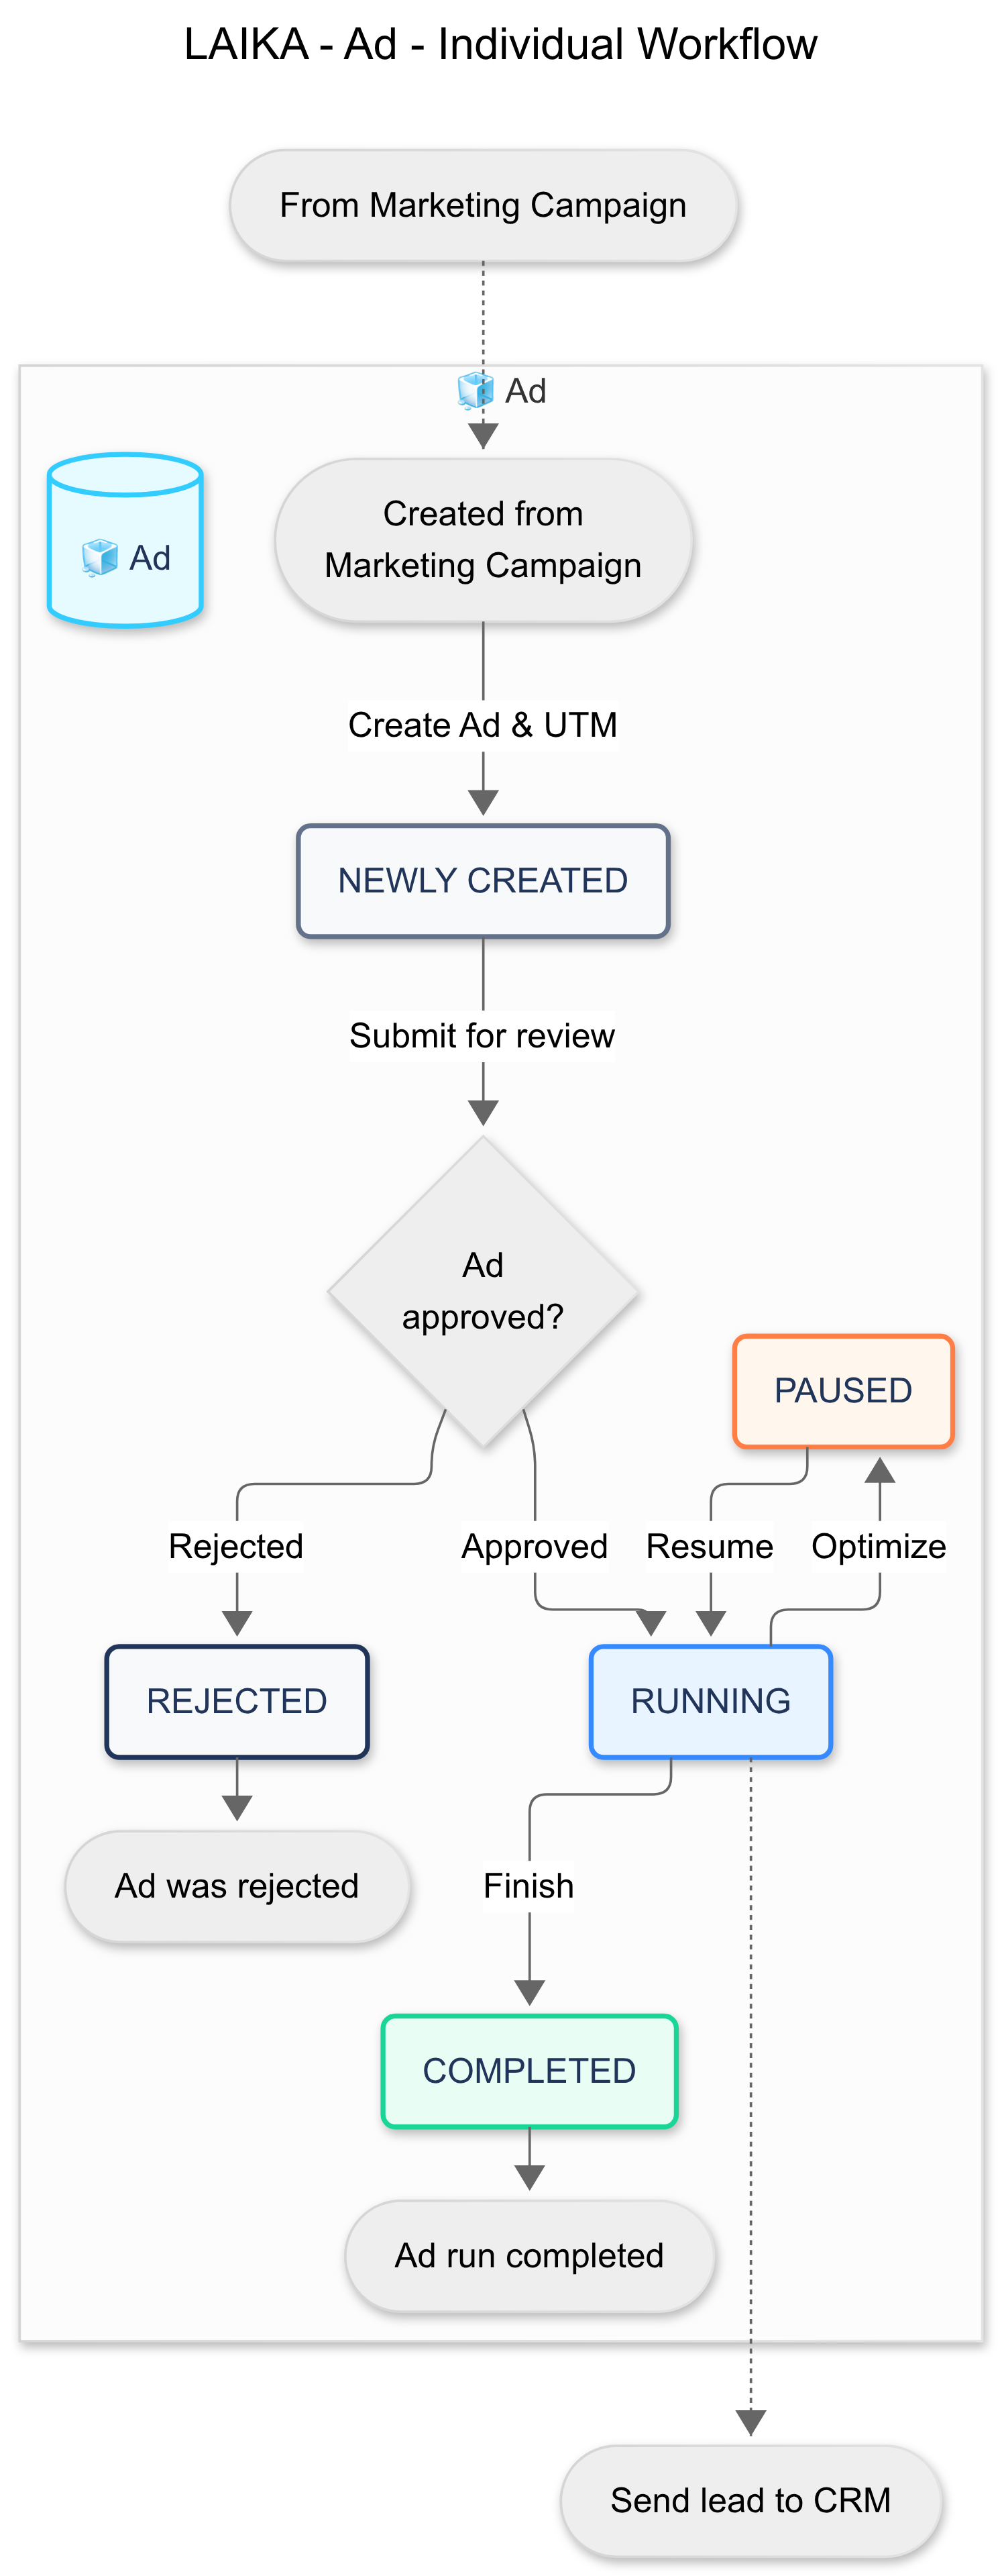 LAIKA - Ad - Individual Workflow
From Marketing Campaign
Ad
Ad
Created from
Marketing Campaign
Create Ad & UTM
NEWLY CREATED
Submit for review
Ad
approved?
PAUSED
Rejected
Approved
Resume
Optimize
REJECTED
RUNNING
Ad was rejected
Finish
COMPLETED
Ad run completed
Send lead to CRM